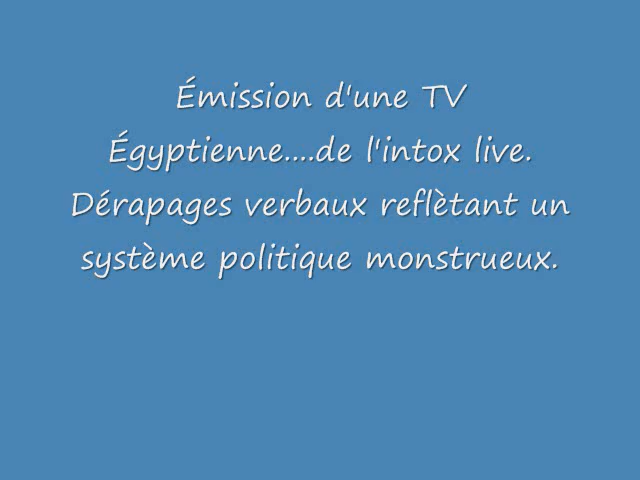 Émission d'une TV
Égyptienne....de l'intox live.
Dérapages verbaux reflètant un
système politique monstrueux.